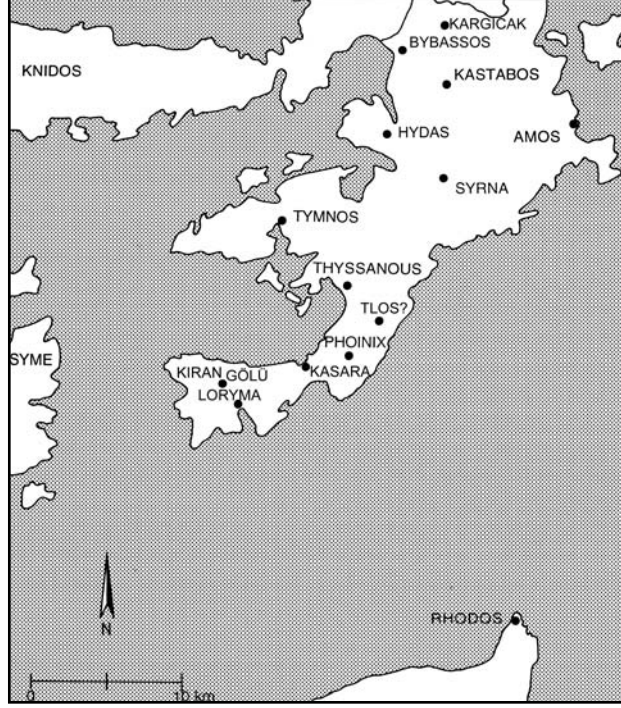 KARGICAK
BYBASSOS
KNIDOS
KASTABOS
HYDAS
AMOS
SYRNA
TYMNOS
THYSSANOUS
TLOS?
PHOINIX
SYME
KIRAN GÖLÜ
KASARA
LORYMA
N
RHODOS
0 10 km